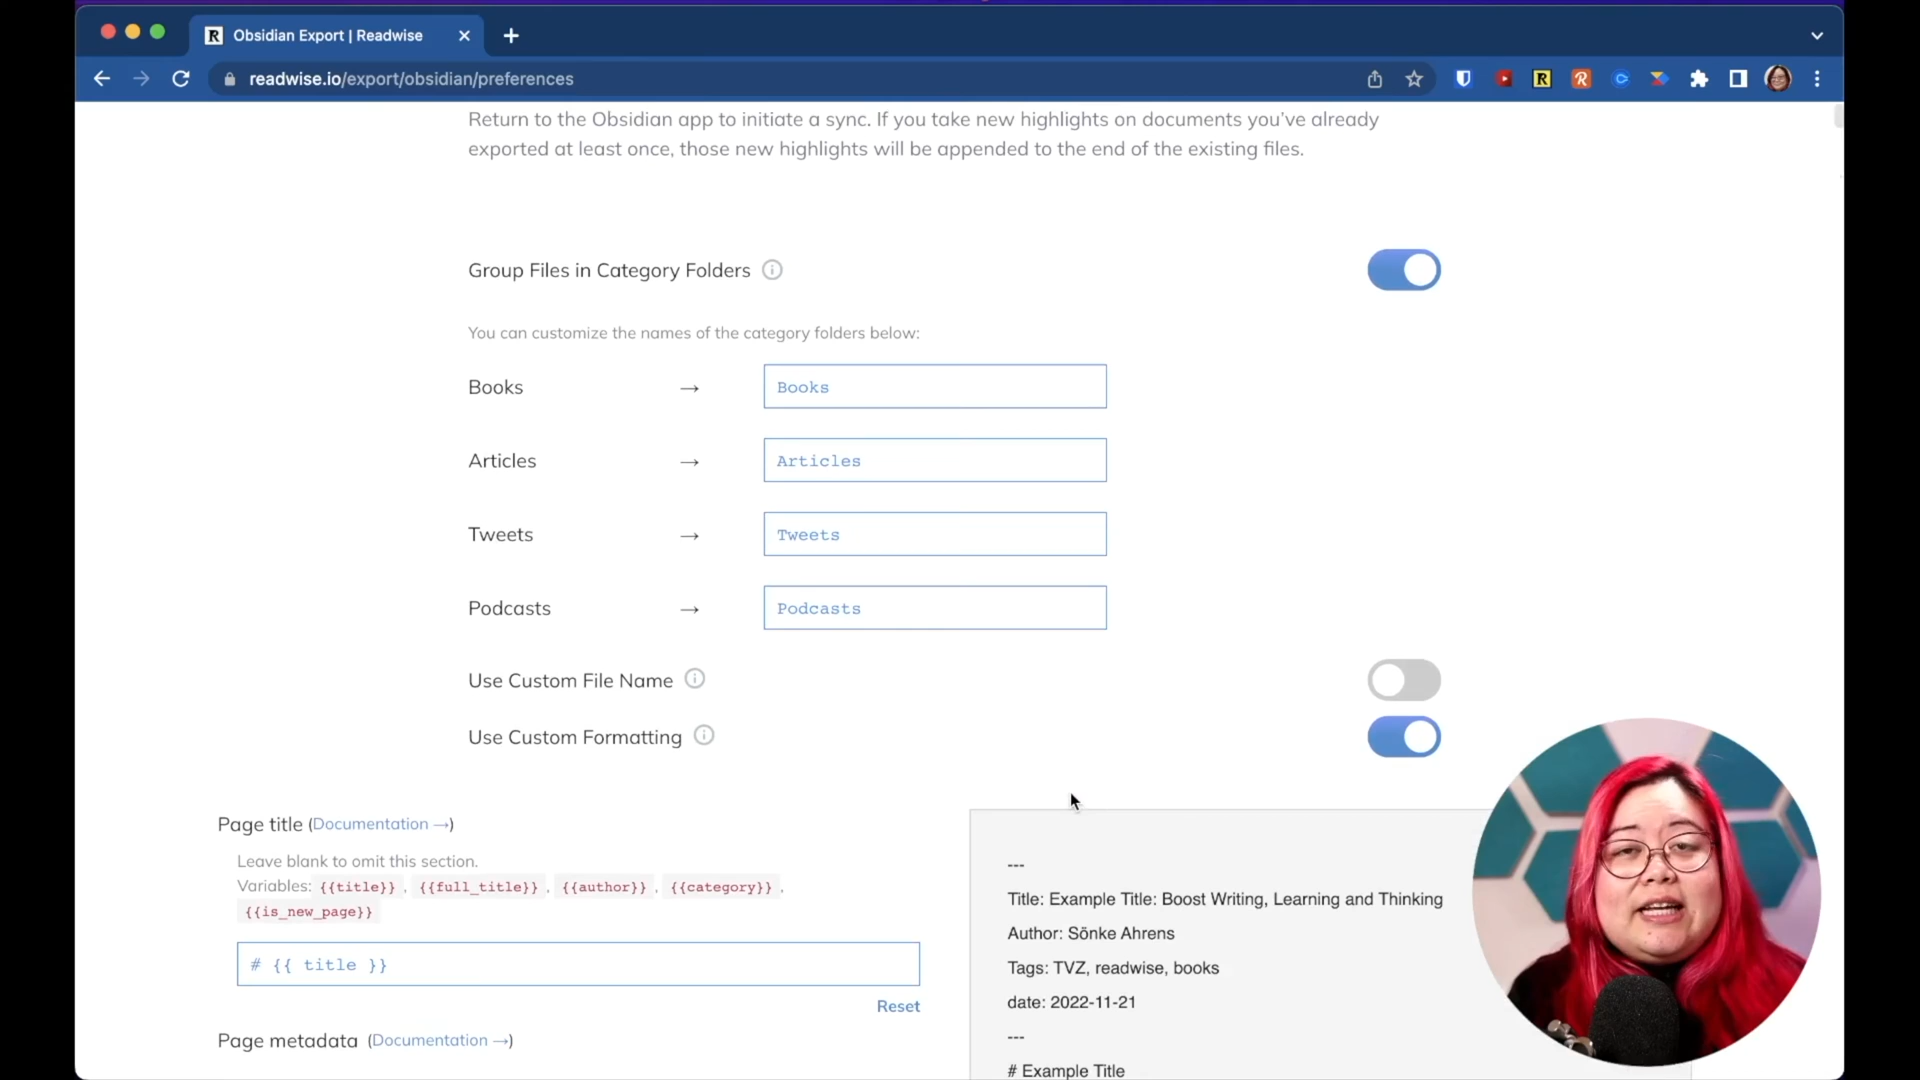 Obsidian Export | Readwise
readwise.io/export/obsidian/preferences
Return to the Obsidian app to initiate a sync. If you take new highlights on documents you've already
exported at least once, those new highlights will be appended to the end of the existing files.
Group Files in Category Folders
You can customize the names of the category folders below:
Books → Books
Articles → Articles
Tweets → Tweets
Podcasts → Podcasts
Use Custom File Name
Use Custom Formatting
Page title (Documentation →)
Leave blank to omit this section.
Variables: {{title}} , {{full_title}} , {{author}} , {{category}} ,
{{is_new_page}}
# {{ title }}
Reset
Page metadata (Documentation →)
---
Title: Example Title: Boost Writing, Learning and Thinking
Author: Sönke Ahrens
Tags: TVZ, readwise, books
date: 2022-11-21
---
# Example Title